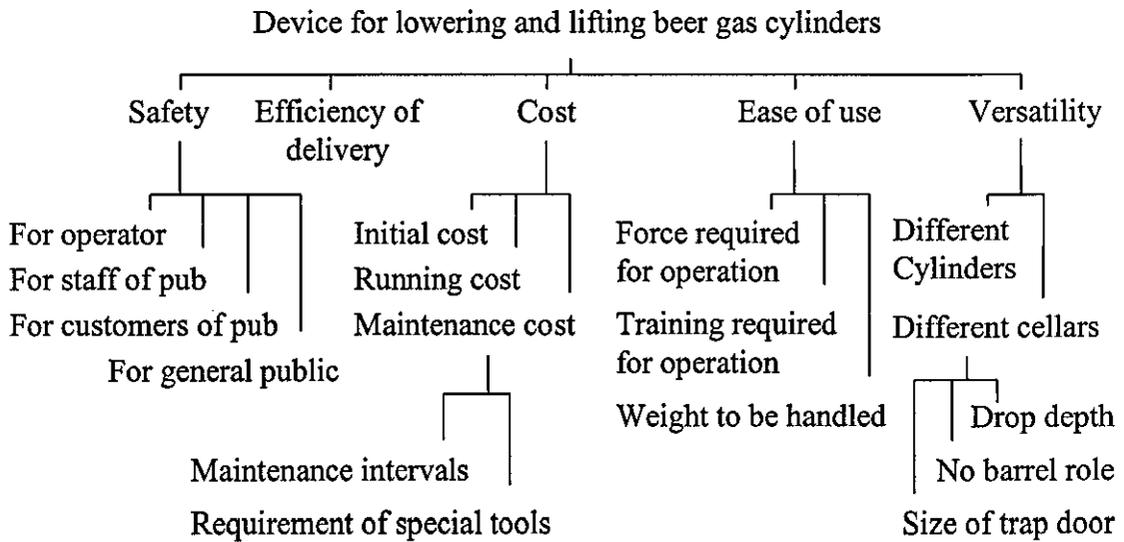 Device for lowering and lifting beer gas cylinders
Safety
Efficiency of
delivery
Cost
Ease of use
Versatility
For operator
For staff of pub
For customers of pub
For general public
Initial cost
Running cost
Maintenance cost
Maintenance intervals
Requirement of special tools
Force required
for operation
Training required
for operation
Weight to be handled
Different
Cylinders
Different cellars
Drop depth
No barrel role
Size of trap door